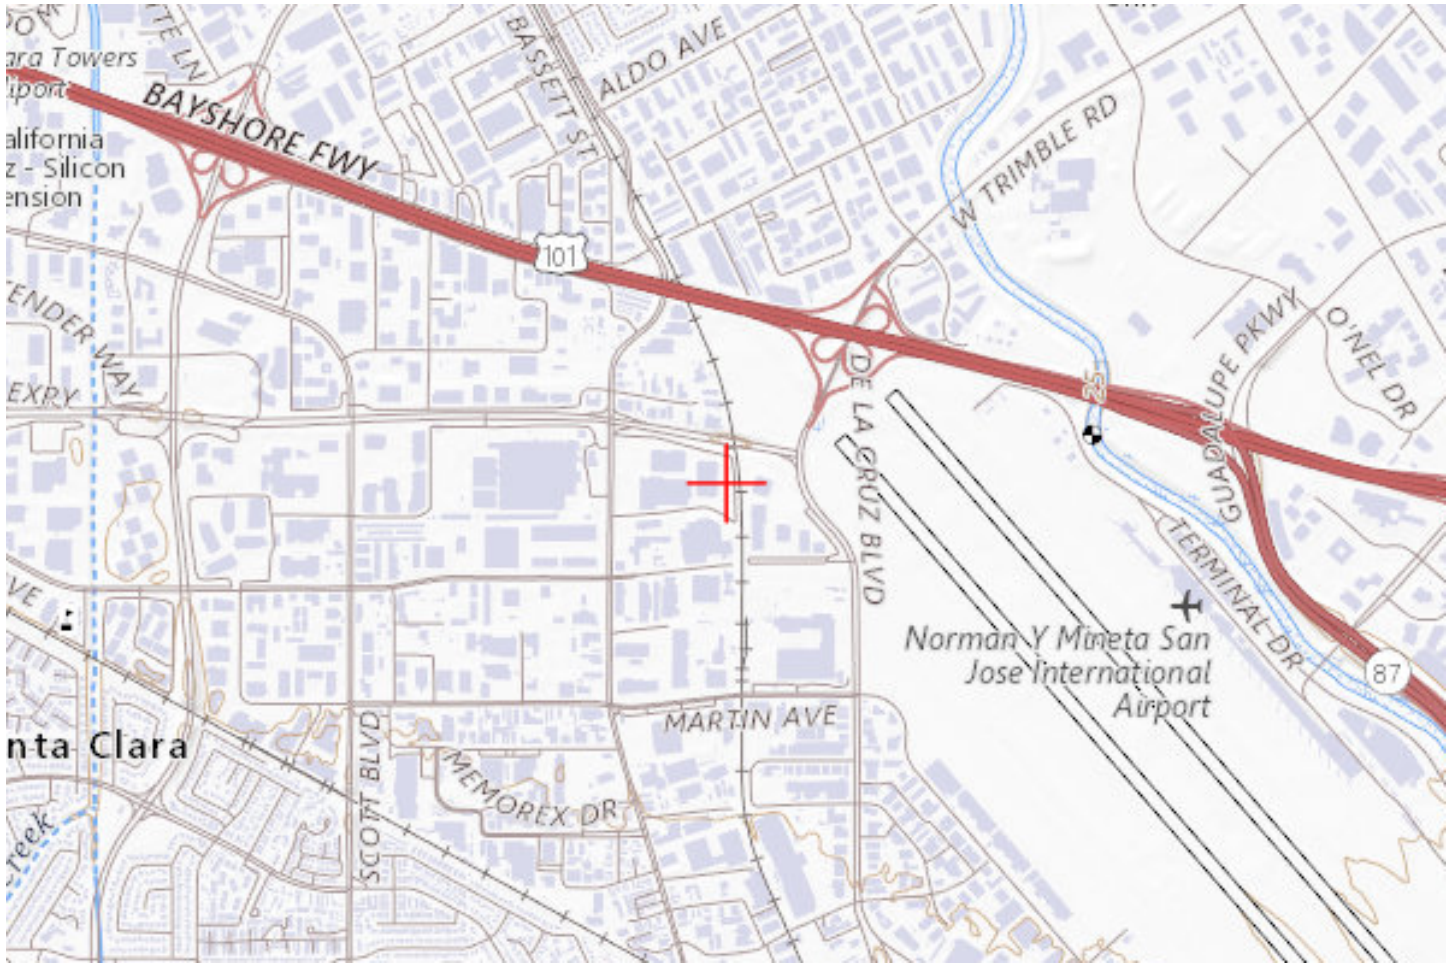 BASSETT ST
ALDO AVE
ara Towers
LN
BAYSHORE FWY
alifornia
z - Silicon
ension
W TRIMBLE RD
101
ENDER WAY
EXPY
DE LA CRUZ BLVD
25
GUADALUPE PKWY
O'NEL DR
TERMINAL DR
AVE
Norman Y Mineta San
Jose International
Airport
87
nta Clara
SCOTT BLVD
MARTIN AVE
MEMOREX DR
reek